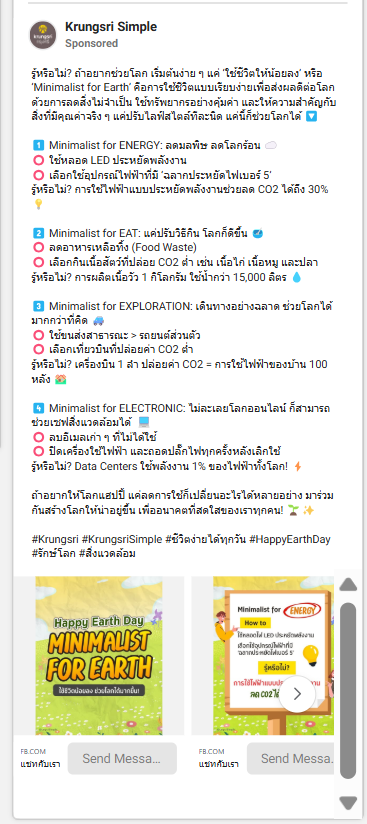 Krungsri Simple
Sponsored
รู้หรือไม่? ถ้าอยากช่วยโลก เริ่มต้นง่าย ๆ แค่ 'ใช้ชีวิตให้น้อยลง' หรือ
'Minimalist for Earth' คือการใช้ชีวิตแบบเรียบง่ายเพื่อส่งผลดีต่อโลก
ด้วยการลดสิ่งไม่จำเป็น ใช้ทรัพยากรอย่างคุ้มค่า และให้ความสำคัญกับ
สิ่งที่มีคุณค่าจริง ๆ แค่ปรับไลฟ์สไตล์ทีละนิด แค่นี้ก็ช่วยโลกได้ 🔽
1️⃣ Minimalist for ENERGY: ลดมลพิษ ลดโลกร้อน ☁️
⭕ ใช้หลอด LED ประหยัดพลังงาน
⭕ เลือกใช้อุปกรณ์ไฟฟ้าที่มี 'ฉลากประหยัดไฟเบอร์ 5'
รู้หรือไม่? การใช้ไฟฟ้าแบบประหยัดพลังงานช่วยลด CO2 ได้ถึง 30%
💡
2️⃣ Minimalist for EAT: แค่ปรับวิธีกิน โลกก็ดีขึ้น
⭕ ลดอาหารเหลือทิ้ง (Food Waste)
⭕ เลือกกินเนื้อสัตว์ที่ปล่อย CO2 ต่ำ เช่น เนื้อไก่ เนื้อหมู และปลา
รู้หรือไม่? การผลิตเนื้อวัว 1 กิโลกรัม ใช้น้ำกว่า 15,000 ลิตร 💧
3️⃣ Minimalist for EXPLORATION: เดินทางอย่างฉลาด ช่วยโลกได้
มากกว่าที่คิด
⭕ ใช้ขนส่งสาธารณะ > รถยนต์ส่วนตัว
⭕ เลือกเที่ยวบินที่ปล่อยค่า CO2 ต่ำ
รู้หรือไม่? เครื่องบิน 1 ลำ ปล่อยค่า CO2 = การใช้ไฟฟ้าของบ้าน 100
หลัง
4️⃣ Minimalist for ELECTRONIC: ไม่ละเลยโลกออนไลน์ ก็สามารถ
ช่วยเซฟสิ่งแวดล้อมได้
⭕ ลบอีเมลเก่า ๆ ที่ไม่ได้ใช้
⭕ ปิดเครื่องใช้ไฟฟ้า และถอดปลั๊กไฟทุกครั้งหลังเลิกใช้
รู้หรือไม่? Data Centers ใช้พลังงาน 1% ของไฟฟ้าทั้งโลก! ⚡
ถ้าอยากให้โลกแฮปปี้ แค่ลดการใช้ก็เปลี่ยนอะไรได้หลายอย่าง มาร่วม
กันสร้างโลกให้น่าอยู่ขึ้น เพื่ออนาคตที่สดใสของเราทุกคน! 🌱✨
#Krungsri #KrungsriSimple #ชีวิตง่ายได้ทุกวัน #HappyEarthDay
#รักษ์โลก #สิ่งแวดล้อม
Happy Earth Day
MINIMALIST
FOR EARTH
ใช้ชีวิตน้อยลง ช่วยโลกได้มากขึ้น!
Minimalist for ENERGY
How to
ใช้หลอดไฟ LED ประหยัดพลังงาน
เลือกใช้อุปกรณ์ไฟฟ้าที่มี
'ฉลากประหยัดไฟเบอร์ 5'
รู้หรือไม่?
การใช้ไฟฟ้าแบบประ
งาน
ลด CO2 ได้
FB.COM
แชทกับเรา
Send Messa...
FB.COM
แชทกับเรา
Send Messa.